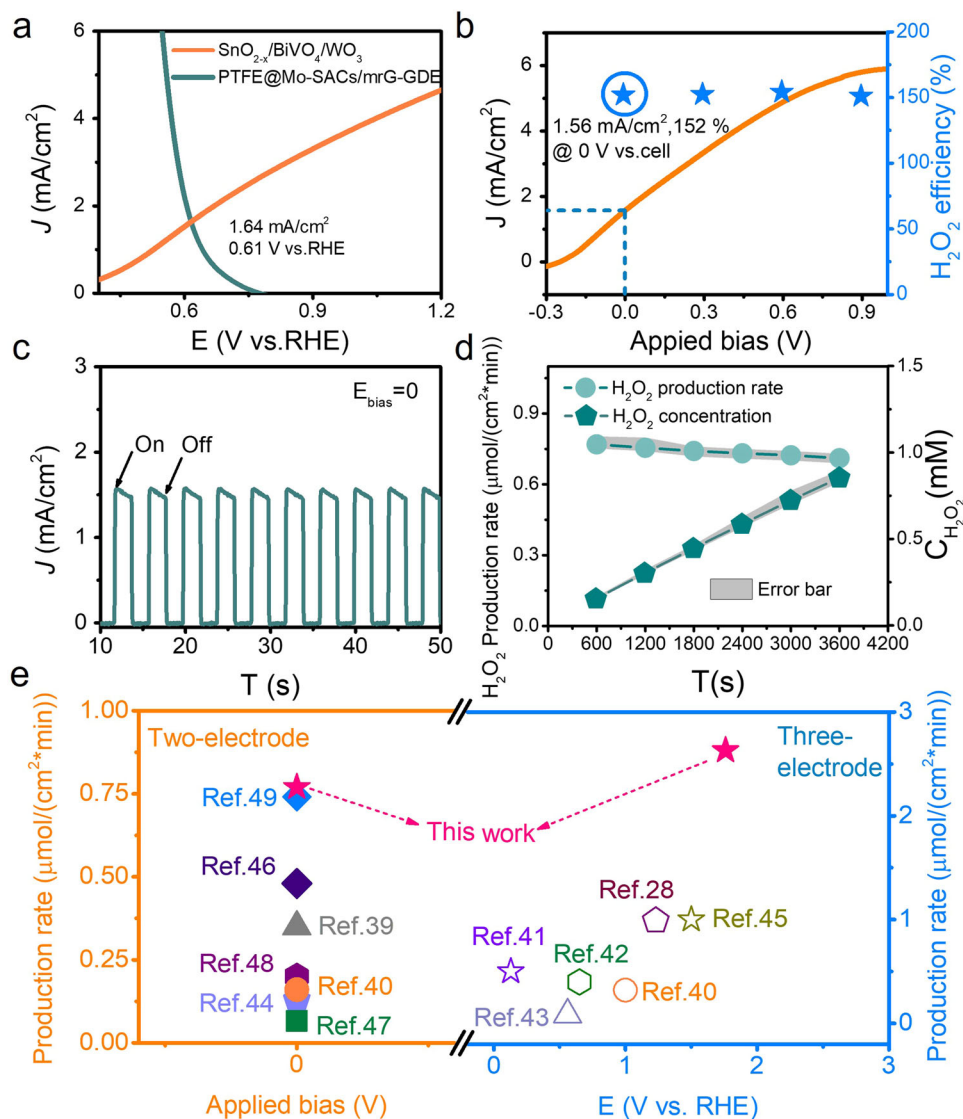 a
6
4
2
0
J (mA/cm²)
SnO₂₋ₓ/BiVO₄/WO₃
PTFE@Mo-SACs/mrG-GDE
1.64 mA/cm²
0.61 V vs.RHE
0.6
0.9
1.2
E (V vs.RHE)
b
6
4
2
0
J (mA/cm²)
1.56 mA/cm²,152 %
@ 0 V vs.cell
200
150
100
50
0
H₂O₂ efficiency (%)
-0.3
0.0
0.3
0.6
0.9
Appied bias (V)
c
3
2
1
0
J (mA/cm²)
E_bias=0
On
Off
10
20
30
40
50
T (s)
d
0.9
0.6
0.3
0.0
H₂O₂ Production rate (μmol/(cm²*min))
H₂O₂ production rate
H₂O₂ concentration
Error bar
1.5
1.0
0.5
0.0
C_H₂O₂ (mM)
0
600
1200
1800
2400
3000
3600
4200
T(s)
e
1.00
0.75
0.50
0.25
0.00
Production rate (μmol/(cm²*min))
Two-electrode
Ref.49
Ref.46
Ref.39
Ref.48
Ref.40
Ref.44
Ref.47
0
Applied bias (V)
This work
Three-
electrode
Ref.28
Ref.45
Ref.41
Ref.42
Ref.40
Ref.43
0
1
2
3
E (V vs. RHE)
3
2
1
0
Production rate (μmol/(cm²*min))